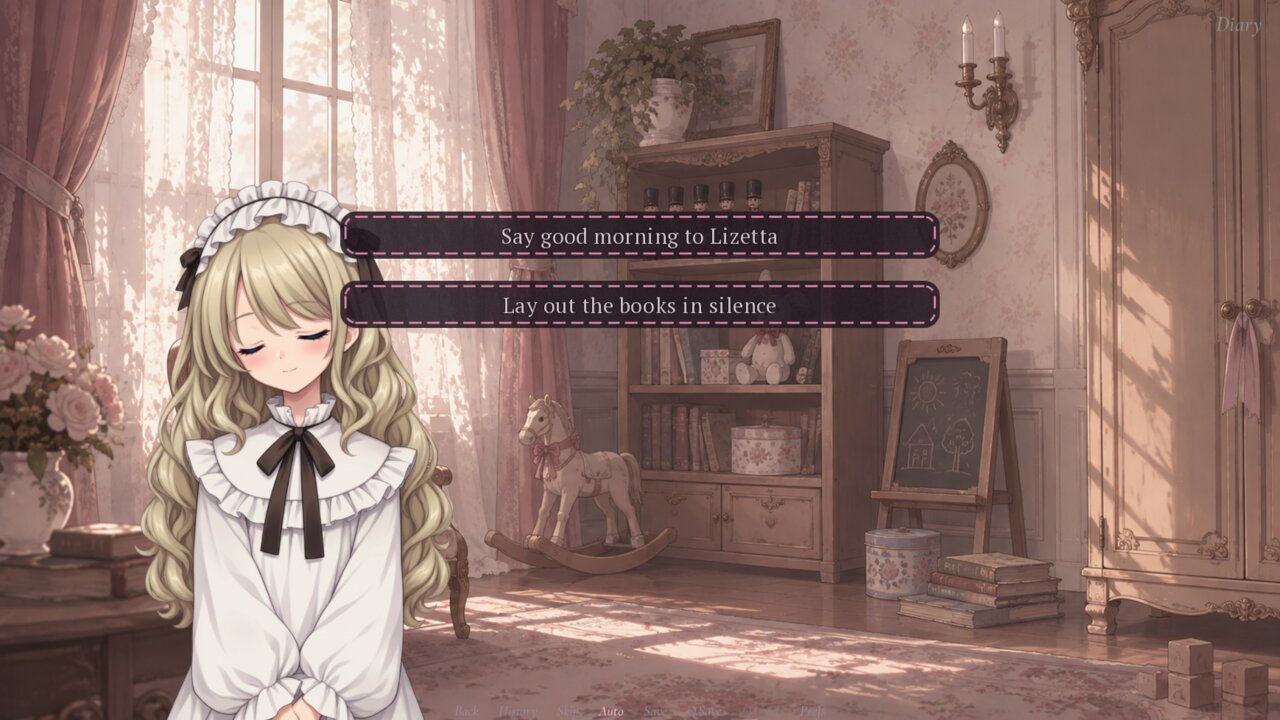 Diary
Say good morning to Lizetta
Lay out the books in silence
Back History Skip Auto Save Q.Save Prefs